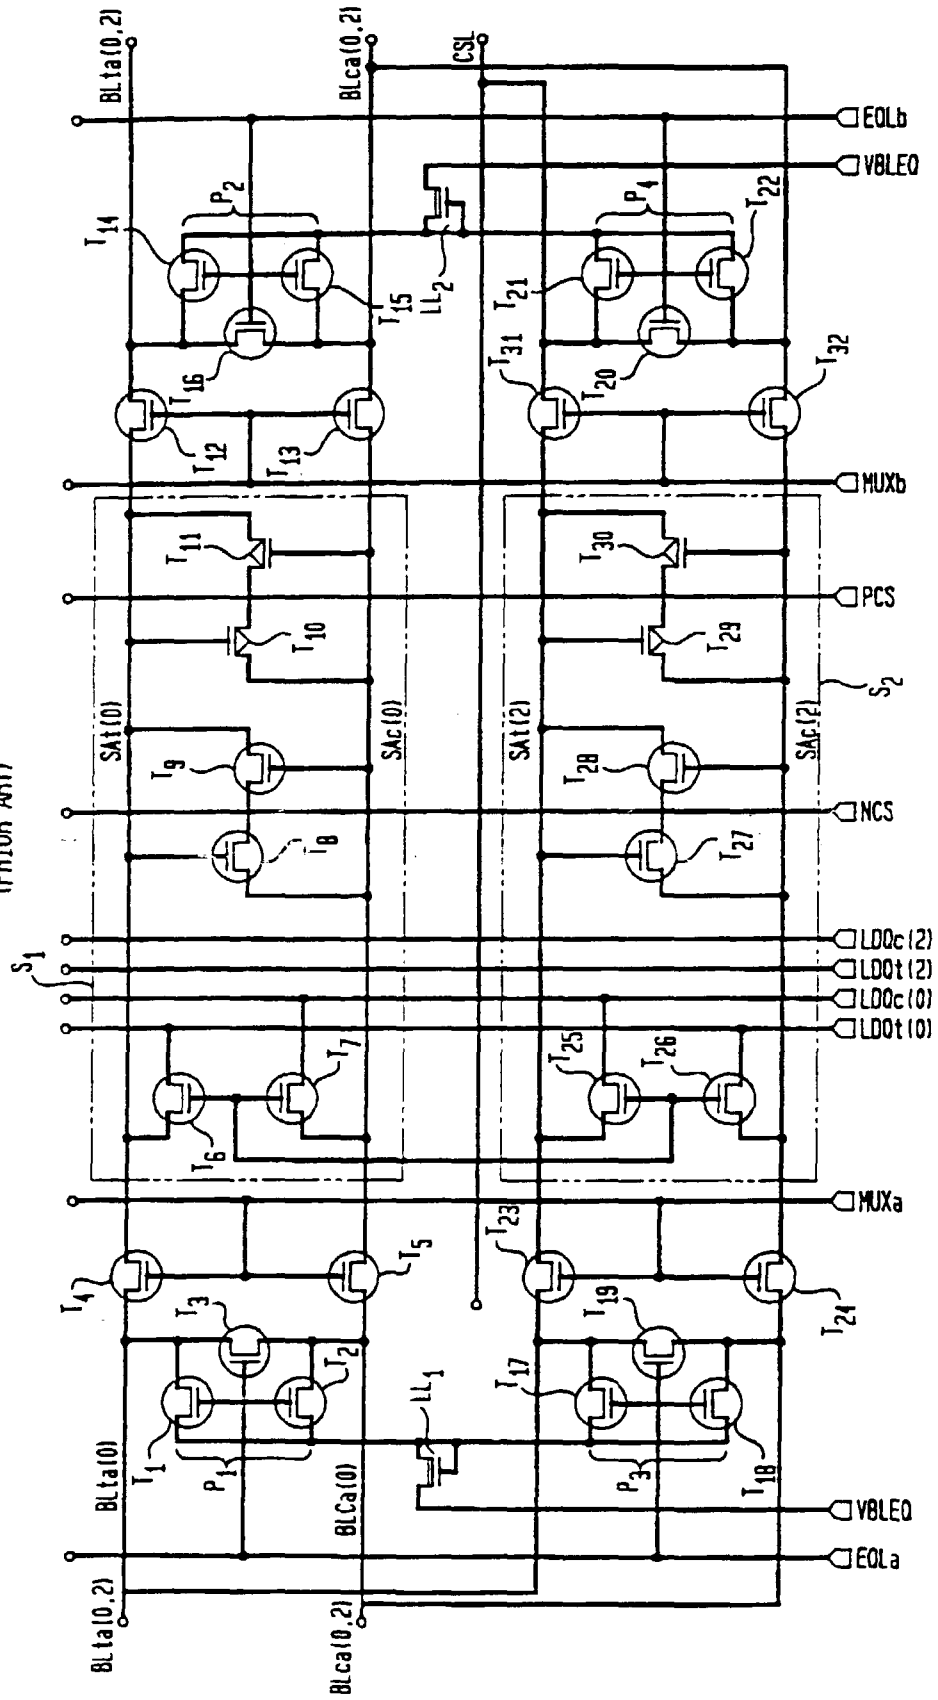 (PRIOR ART)
BLta(0,2)
BLca(0,2)
CSL
EQLb
VBLEQ
T14
P2
T15
T16
LL2
T21
P4
T22
T20
T12
T13
T31
T32
MUXb
T11
T30
PCS
T10
T29
S2
SAt(0)
SAc(0)
SAt(2)
SAc(2)
T9
T28
NCS
T8
T27
S1
LDQc(2)
LDQt(2)
LDQc(0)
LDQt(0)
T7
T25
T26
T6
MUXa
T4
T5
T23
T24
T3
T19
T2
T1
P1
LL1
T17
T18
P3
BLta(0)
BLCa(0)
VBLEQ
EQLa
BLta(0,2)
BLca(0,2)